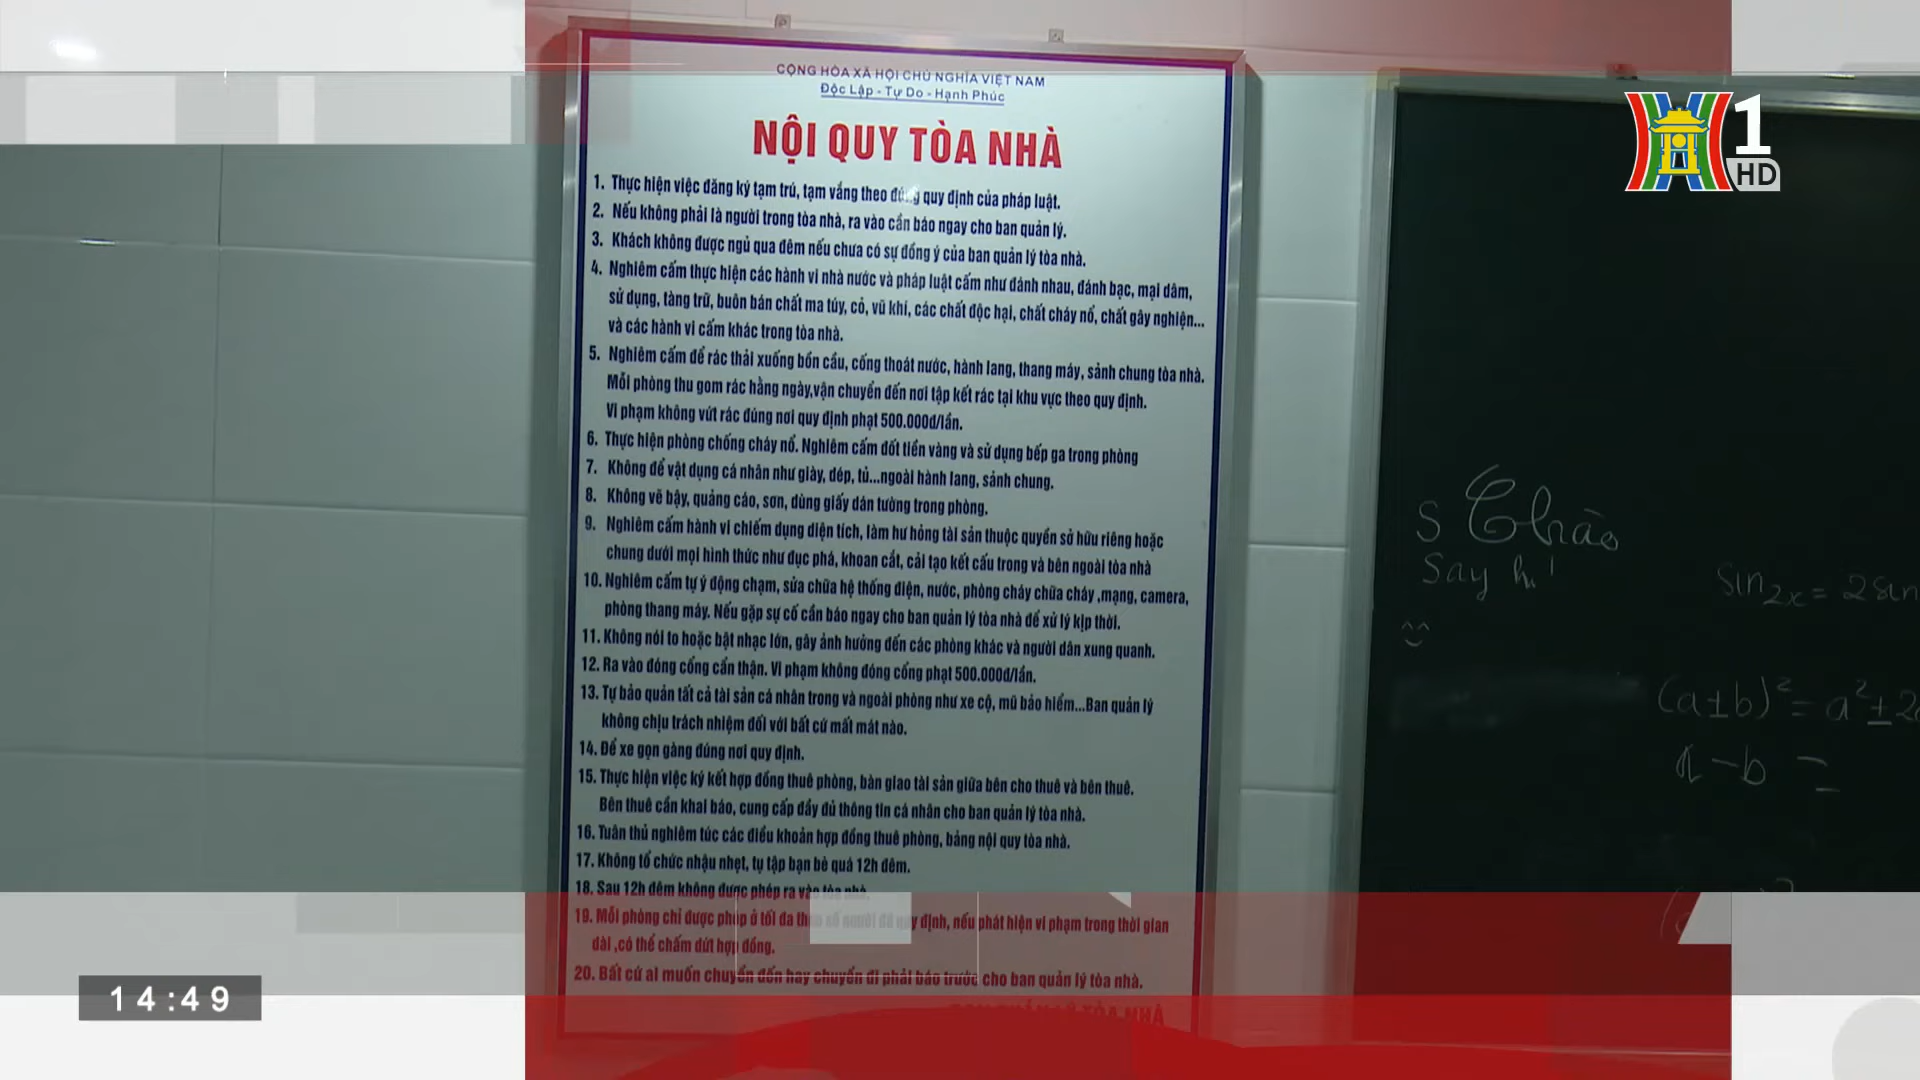 CỘNG HÒA XÃ HỘI CHỦ NGHĨA VIỆT NAM
Độc Lập - Tự Do - Hạnh Phúc
NỘI QUY TÒA NHÀ
1. Thực hiện việc đăng ký tạm trú, tạm vắng theo đúng quy định của pháp luật.
2. Nếu không phải là người trong tòa nhà, ra vào cần báo ngay cho ban quản lý.
3. Khách không được ngủ qua đêm nếu chưa có sự đồng ý của ban quản lý tòa nhà.
4. Nghiêm cấm thực hiện các hành vi nhà nước và pháp luật cấm như đánh nhau, đánh bạc, mại dâm,
sử dụng, tàng trữ, buôn bán chất ma túy, cỏ, vũ khí, các chất độc hại, chất cháy nổ, chất gây nghiện...
và các hành vi cấm khác trong tòa nhà.
5. Nghiêm cấm để rác thải xuống bồn cầu, cống thoát nước, hành lang, thang máy, sảnh chung tòa nhà.
Mỗi phòng thu gom rác hằng ngày,vận chuyển đến nơi tập kết rác tại khu vực theo quy định.
Vi phạm không vứt rác đúng nơi quy định phạt 500.000đ/lần.
6. Thực hiện phòng chống cháy nổ. Nghiêm cấm đốt tiền vàng và sử dụng bếp ga trong phòng
7. Không để vật dụng cá nhân như giày, dép, tủ...ngoài hành lang, sảnh chung.
8. Không vẽ bậy, quảng cáo, sơn, dùng giấy dán tường trong phòng.
9. Nghiêm cấm hành vi chiếm dụng diện tích, làm hư hỏng tài sản thuộc quyền sở hữu riêng hoặc
chung dưới mọi hình thức như đục phá, khoan cắt, cải tạo kết cấu trong và bên ngoài tòa nhà
10. Nghiêm cấm tự ý động chạm, sửa chữa hệ thống điện, nước, phòng cháy chữa cháy ,mạng, camera,
phòng thang máy. Nếu gặp sự cố cần báo ngay cho ban quản lý tòa nhà để xử lý kịp thời.
11. Không nói to hoặc bật nhạc lớn, gây ảnh hưởng đến các phòng khác và người dân xung quanh.
12. Ra vào đóng cổng cẩn thận. Vi phạm không đóng cổng phạt 500.000đ/lần.
13. Tự bảo quản tất cả tài sản cá nhân trong và ngoài phòng như xe cộ, mũ bảo hiểm...Ban quản lý
không chịu trách nhiệm đối với bất cứ mất mát nào.
14. Để xe gọn gàng đúng nơi quy định.
15. Thực hiện việc ký kết hợp đồng thuê phòng, bàn giao tài sản giữa bên cho thuê và bên thuê.
Bên thuê cần khai báo, cung cấp đầy đủ thông tin cá nhân cho ban quản lý tòa nhà.
16. Tuân thủ nghiêm túc các điều khoản hợp đồng thuê phòng, bảng nội quy tòa nhà.
17. Không tổ chức nhậu nhẹt, tụ tập bạn bè quá 12h đêm.
18. Sau 12h đêm không được phép ra vào tòa nhà.
19. Mỗi phòng chỉ được phép ở tối đa theo số người đã quy định, nếu phát hiện vi phạm trong thời gian
dài ,có thể chấm dứt hợp đồng.
20. Bất cứ ai muốn chuyển đến hay chuyển đi phải báo trước cho ban quản lý tòa nhà.
S Chào
Say hi!
sin2x = 2sin
(a±b)² = a² ± 2
a - b =
1
HD
14:49